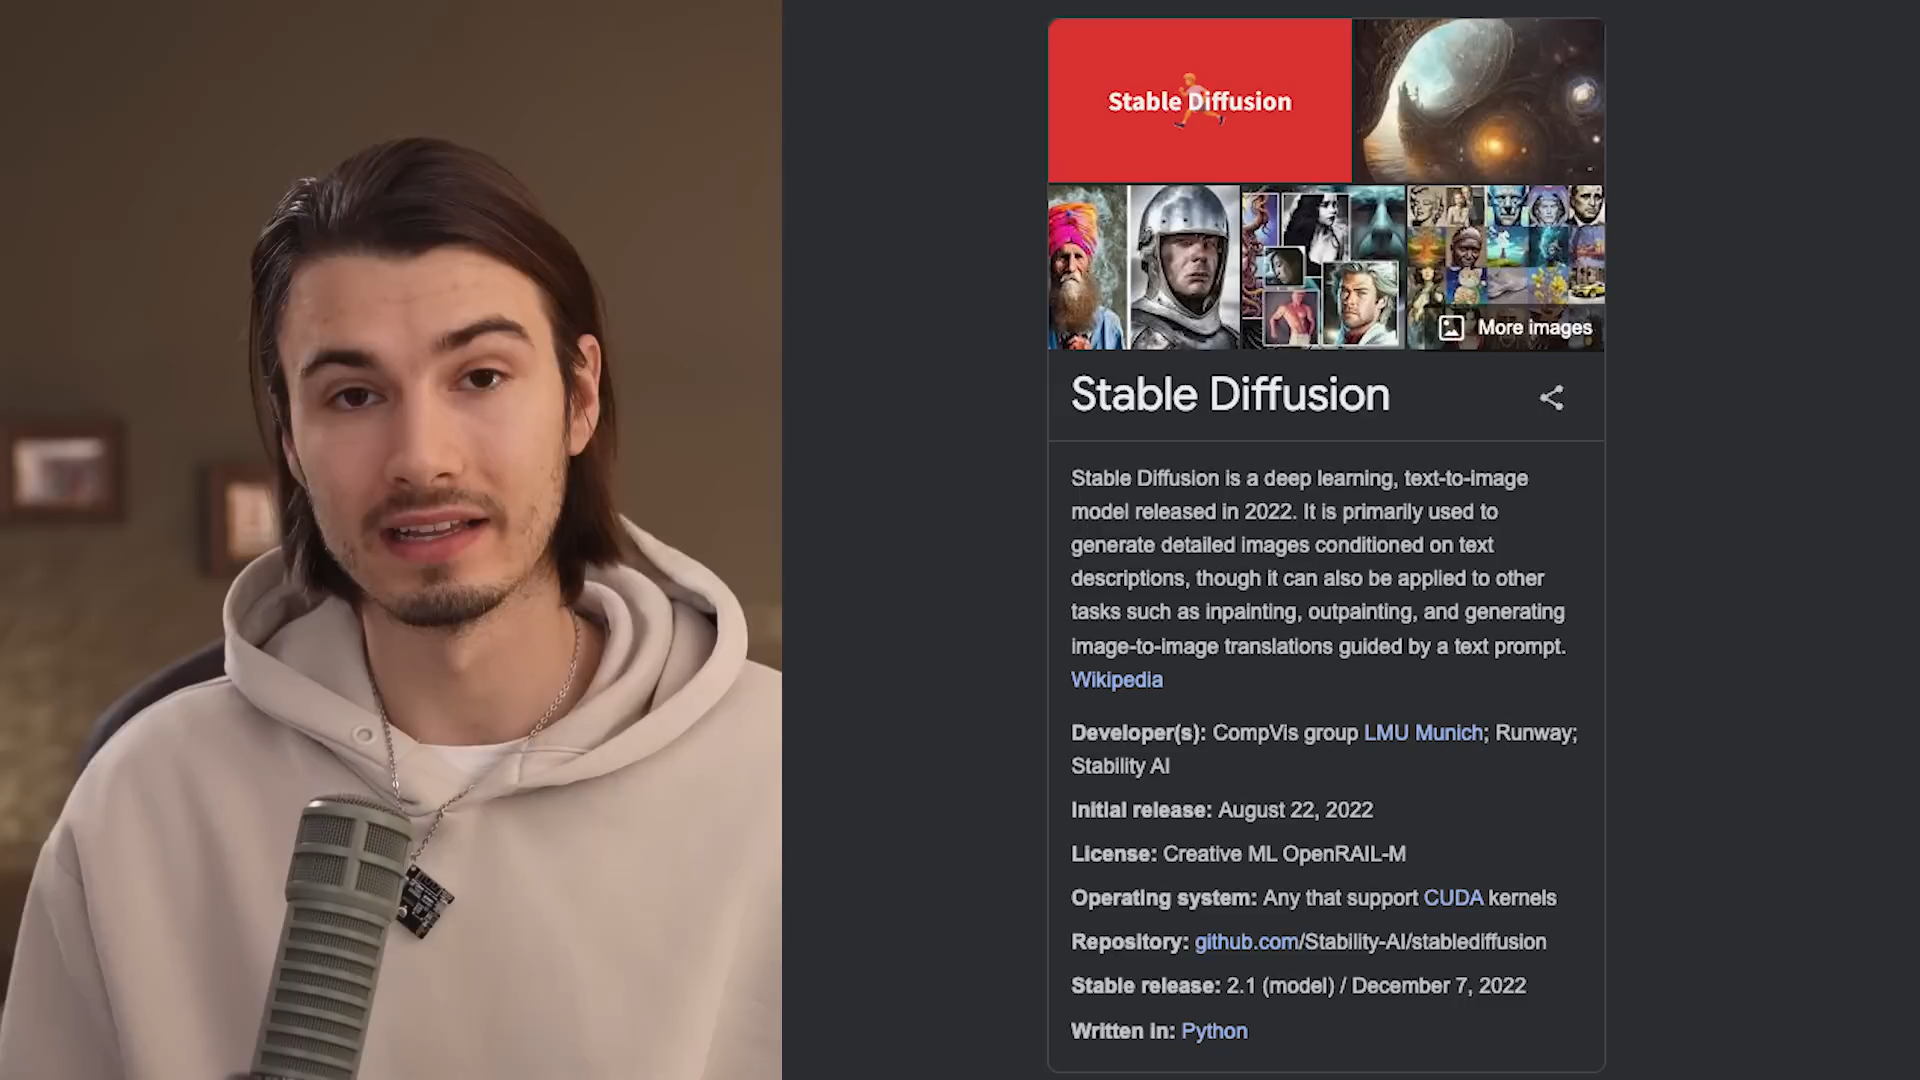 Stable Diffusion
More images
Stable Diffusion
Stable Diffusion is a deep learning, text-to-image
model released in 2022. It is primarily used to
generate detailed images conditioned on text
descriptions, though it can also be applied to other
tasks such as inpainting, outpainting, and generating
image-to-image translations guided by a text prompt.
Wikipedia
Developer(s): CompVis group LMU Munich; Runway;
Stability AI
Initial release: August 22, 2022
License: Creative ML OpenRAIL-M
Operating system: Any that support CUDA kernels
Repository: github.com/Stability-AI/stablediffusion
Stable release: 2.1 (model) / December 7, 2022
Written in: Python